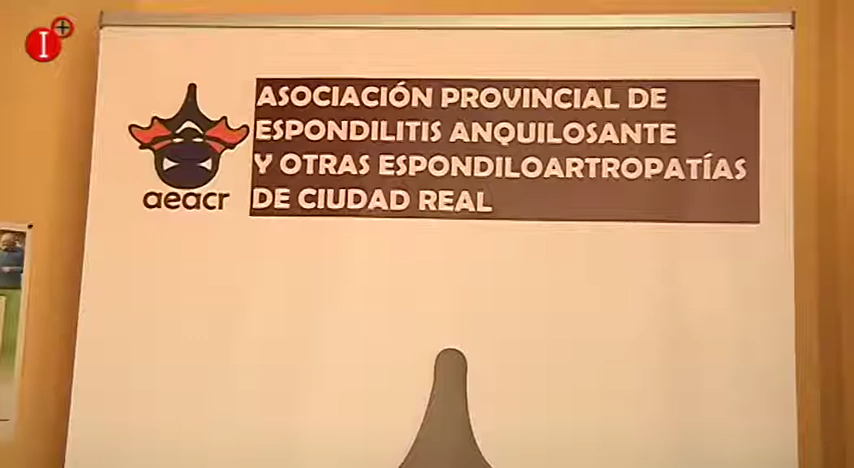 I+
ASOCIACIÓN PROVINCIAL DE
ESPONDILITIS ANQUILOSANTE
Y OTRAS ESPONDILOARTROPATÍAS
DE CIUDAD REAL
aeacr